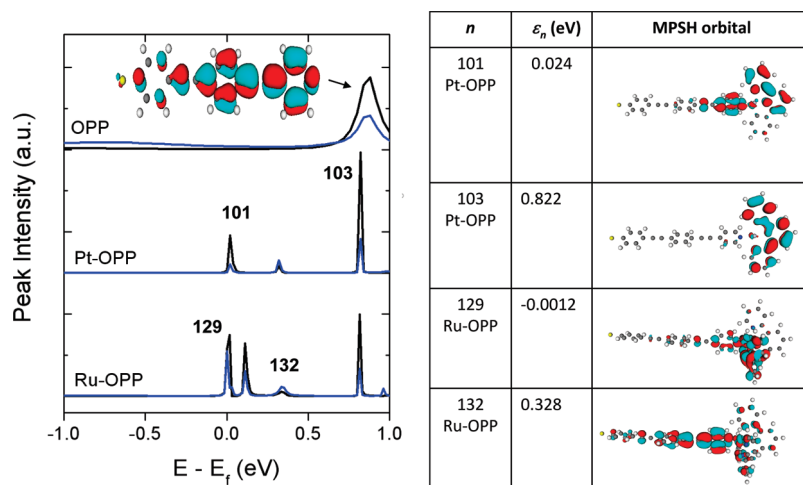 Peak Intensity (a.u.)
OPP
103
101
Pt-OPP
129
132
Ru-OPP
-1.0 -0.5 0.0 0.5 1.0
E - E_f (eV)
n ε_n (eV) MPSH orbital
101 0.024
Pt-OPP
103 0.822
Pt-OPP
129 -0.0012
Ru-OPP
132 0.328
Ru-OPP